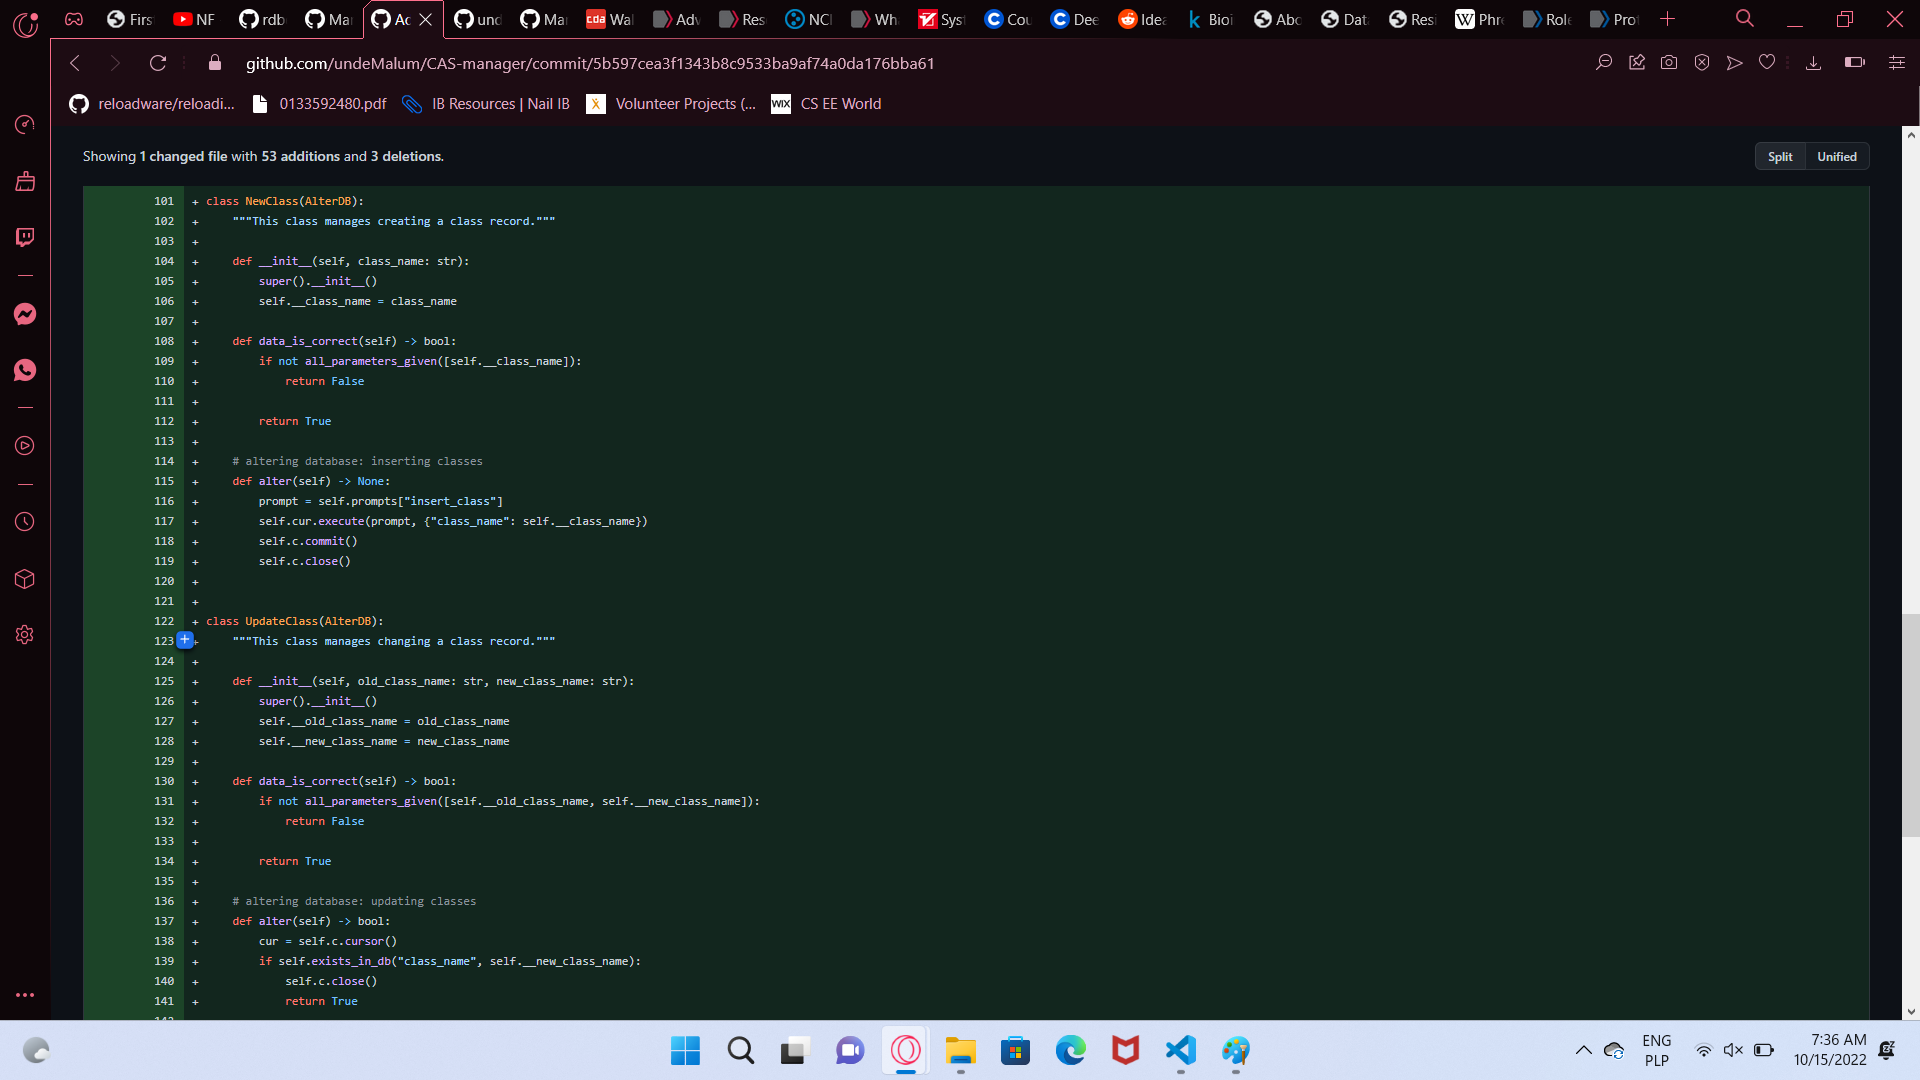 Firs
NF
rdb
Mar
Ac
und
Mar
Wal
Adv
Res
NCI
Wh
Syst
Cou
Dee
Idea
Bioi
Abo
Data
Resi
Phre
Role
Prot
github.com/undeMalum/CAS-manager/commit/5b597cea3f1343b8c9533ba9af74a0da176bba61
reloadware/reloadi...
0133592480.pdf
IB Resources | Nail IB
Volunteer Projects (...
WIX
CS EE World
Showing 1 changed file with 53 additions and 3 deletions.
Split
Unified
101 + class NewClass(AlterDB):
102 + """This class manages creating a class record."""
103 +
104 + def __init__(self, class_name: str):
105 + super().__init__()
106 + self.__class_name = class_name
107 +
108 + def data_is_correct(self) -> bool:
109 + if not all_parameters_given([self.__class_name]):
110 + return False
111 +
112 + return True
113 +
114 + # altering database: inserting classes
115 + def alter(self) -> None:
116 + prompt = self.prompts["insert_class"]
117 + self.cur.execute(prompt, {"class_name": self.__class_name})
118 + self.c.commit()
119 + self.c.close()
120 +
121 +
122 + class UpdateClass(AlterDB):
123 + """This class manages changing a class record."""
124 +
125 + def __init__(self, old_class_name: str, new_class_name: str):
126 + super().__init__()
127 + self.__old_class_name = old_class_name
128 + self.__new_class_name = new_class_name
129 +
130 + def data_is_correct(self) -> bool:
131 + if not all_parameters_given([self.__old_class_name, self.__new_class_name]):
132 + return False
133 +
134 + return True
135 +
136 + # altering database: updating classes
137 + def alter(self) -> bool:
138 + cur = self.c.cursor()
139 + if self.exists_in_db("class_name", self.__new_class_name):
140 + self.c.close()
141 + return True
ENG
PLP
7:36 AM
10/15/2022